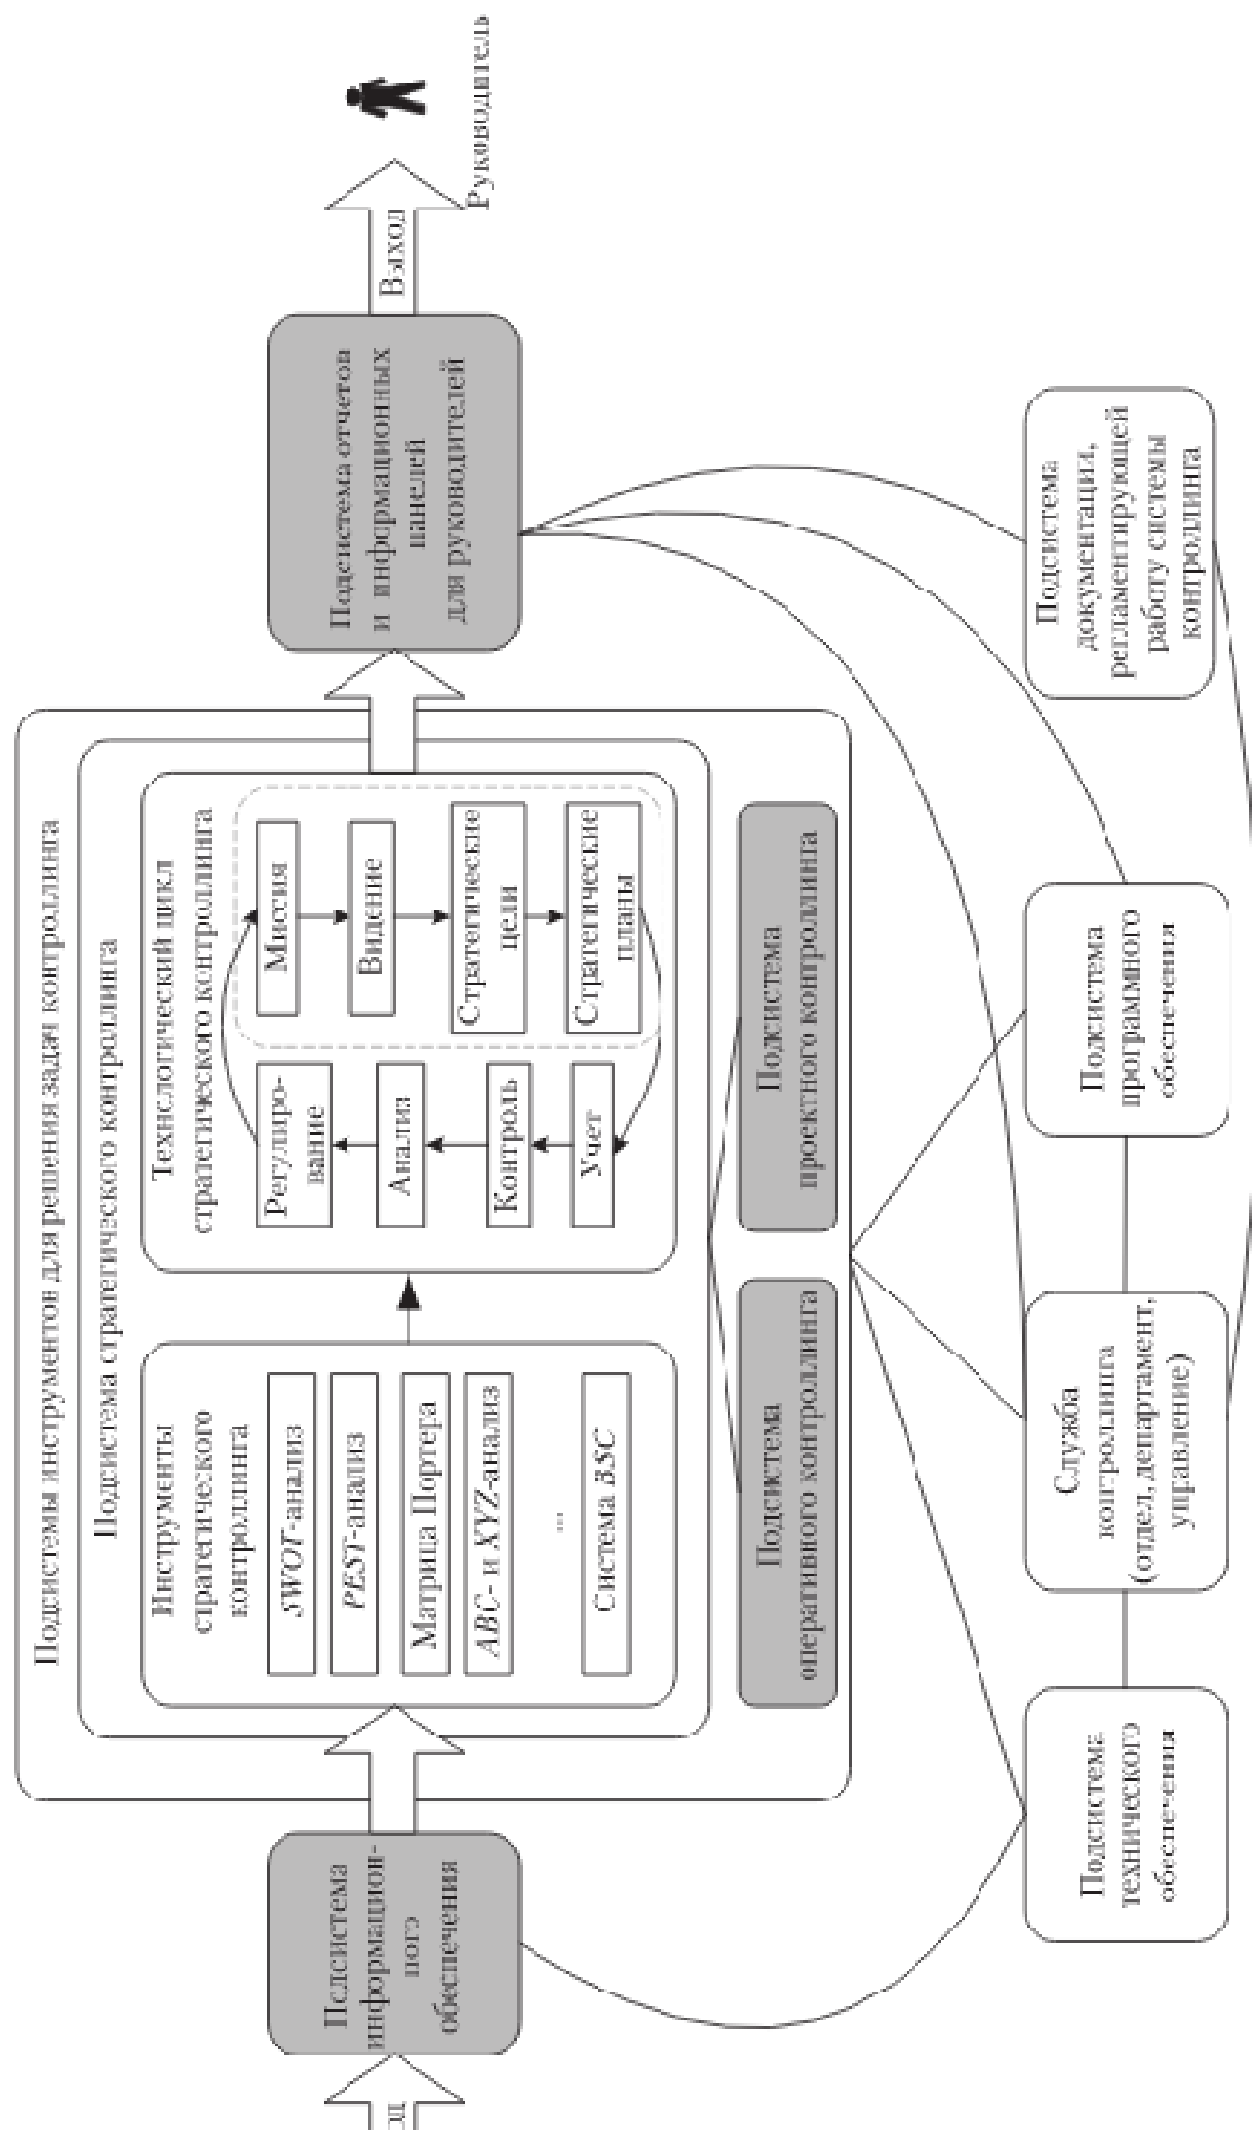 Подсистемы инструментов для решения задач контроллинга
Подсистема стратегического контроллинга
Инструменты
стратегического
контроллинга
SWOT-анализ
PEST-анализ
Матрица Портера
ABC- и XYZ-анализ
...
Система BSC
Технологический цикл
стратегического контроллинга
Регулиро-
вание
Анализ
Контроль
Учет
Миссия
Видение
Стратегические
цели
Стратегические
планы
Подсистема
оперативного контроллинга
Подсистема
проектного контроллинга
Подсистема
информацион-
ного
обеспечения
Подсистема отчетов
и информационных
панелей
для руководителей
Выход
Руководитель
Подсистема
технического
обеспечения
Служба
контроллинга
(отдел, департамент,
управление)
Подсистема
программного
обеспечения
Подсистема
документации,
регламентирующей
работу системы
контроллинга